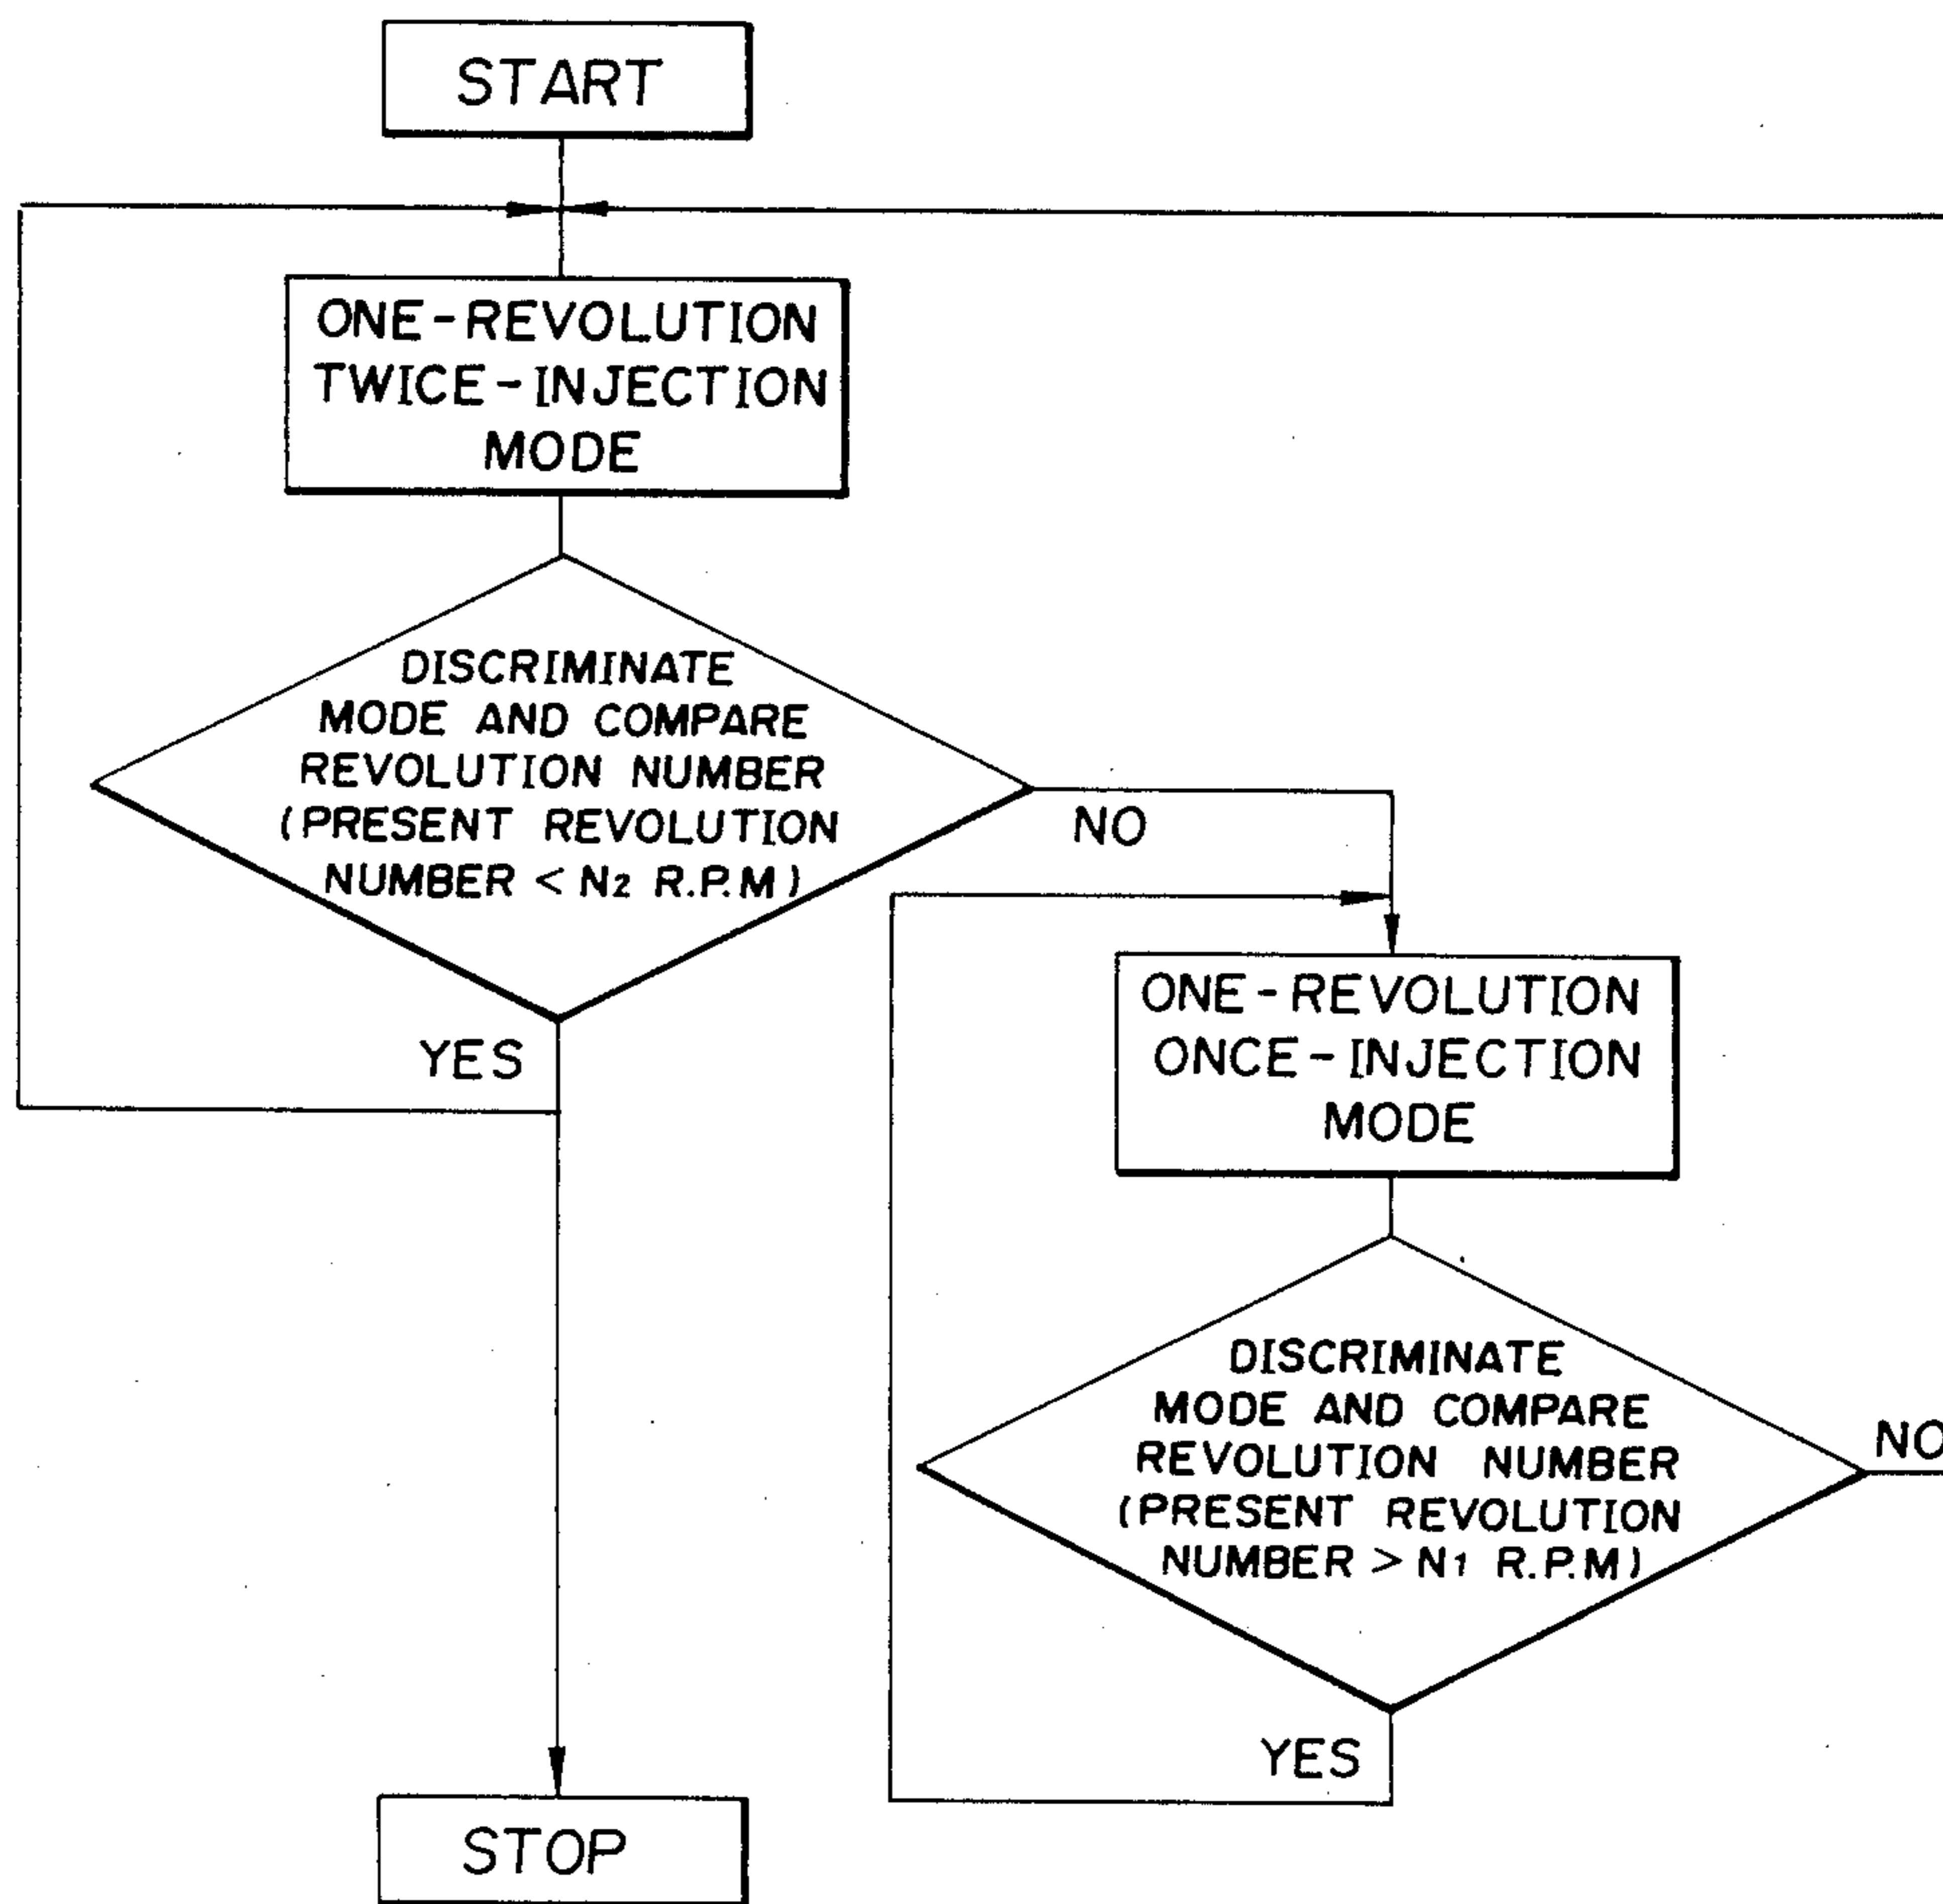 START
ONE-REVOLUTION
TWICE-INJECTION
MODE
DISCRIMINATE
MODE AND COMPARE
REVOLUTION NUMBER
(PRESENT REVOLUTION
NUMBER < N2 R.P.M)
NO
YES
ONE-REVOLUTION
ONCE-INJECTION
MODE
DISCRIMINATE
MODE AND COMPARE
REVOLUTION NUMBER
(PRESENT REVOLUTION
NUMBER > N1 R.P.M)
NO
YES
STOP